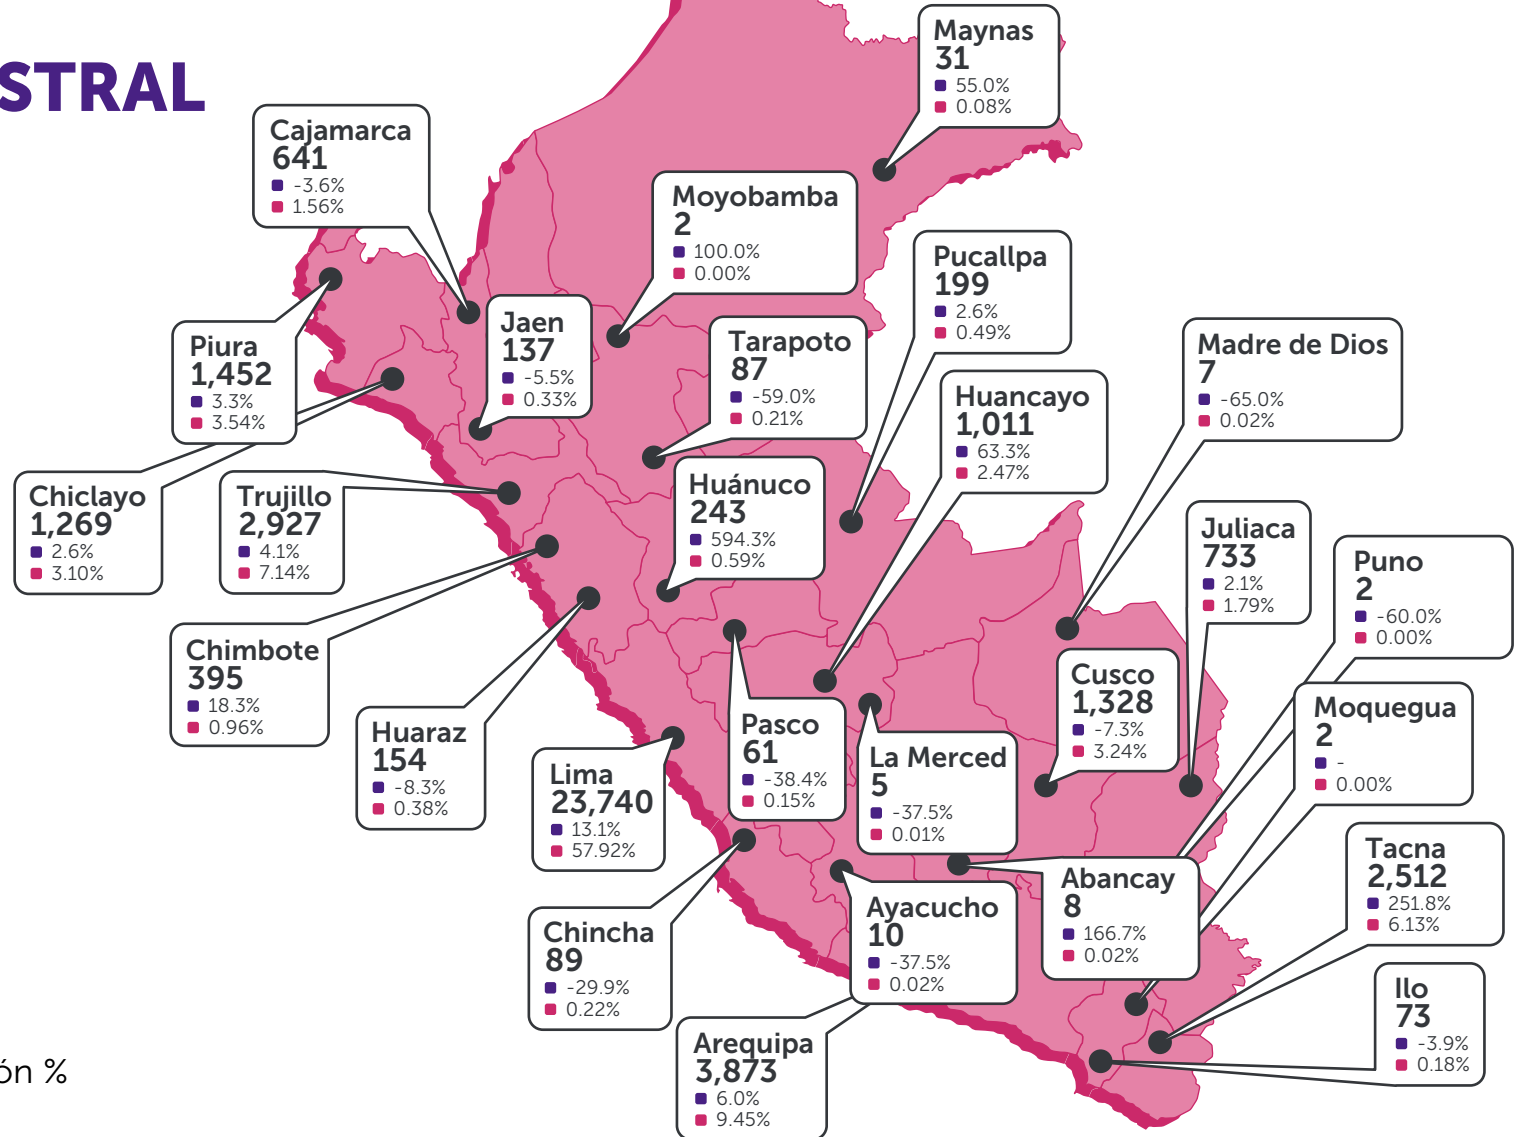 STRAL
Maynas
31
55.0%
0.08%
Cajamarca
641
-3.6%
1.56%
Moyobamba
2
100.0%
0.00%
Pucallpa
199
2.6%
0.49%
Jaen
137
-5.5%
0.33%
Tarapoto
87
-59.0%
0.21%
Piura
1,452
3.3%
3.54%
Madre de Dios
7
-65.0%
0.02%
Huancayo
1,011
63.3%
2.47%
Chiclayo
1,269
2.6%
3.10%
Trujillo
2,927
4.1%
7.14%
Huánuco
243
594.3%
0.59%
Juliaca
733
2.1%
1.79%
Puno
2
-60.0%
0.00%
Chimbote
395
18.3%
0.96%
Huaraz
154
-8.3%
0.38%
Lima
23,740
13.1%
57.92%
Pasco
61
-38.4%
0.15%
La Merced
5
-37.5%
0.01%
Cusco
1,328
-7.3%
3.24%
Moquegua
2
-
0.00%
Tacna
2,512
251.8%
6.13%
Chincha
89
-29.9%
0.22%
Ayacucho
10
-37.5%
0.02%
Abancay
8
166.7%
0.02%
Ilo
73
-3.9%
0.18%
Arequipa
3,873
6.0%
9.45%
ón %